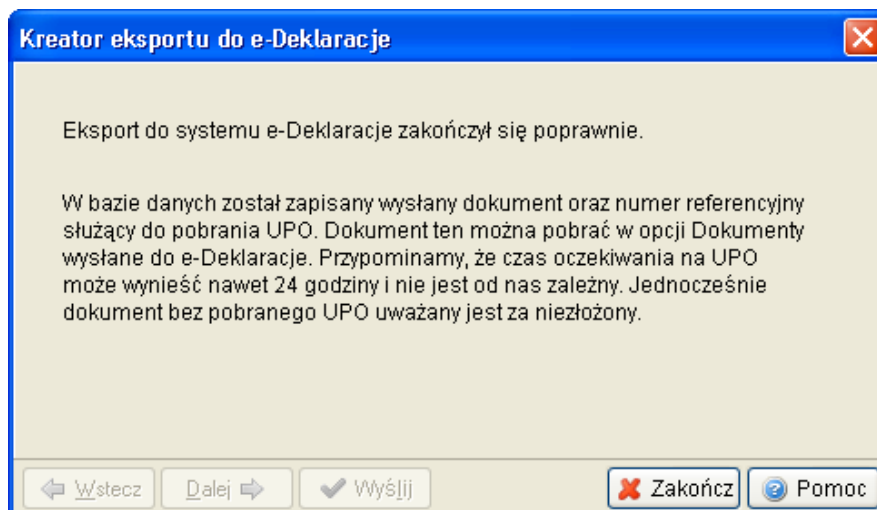 Kreator eksportu do e-Deklaracje
Eksport do systemu e-Deklaracje zakończył się poprawnie.
W bazie danych został zapisany wysłany dokument oraz numer referencyjny
służący do pobrania UPO. Dokument ten można pobrać w opcji Dokumenty
wysłane do e-Deklaracje. Przypominamy, że czas oczekiwania na UPO
może wynieść nawet 24 godziny i nie jest od nas zależny. Jednocześnie
dokument bez pobranego UPO uważany jest za niezłożony.
Wstecz Dalej Wyślij Zakończ Pomoc